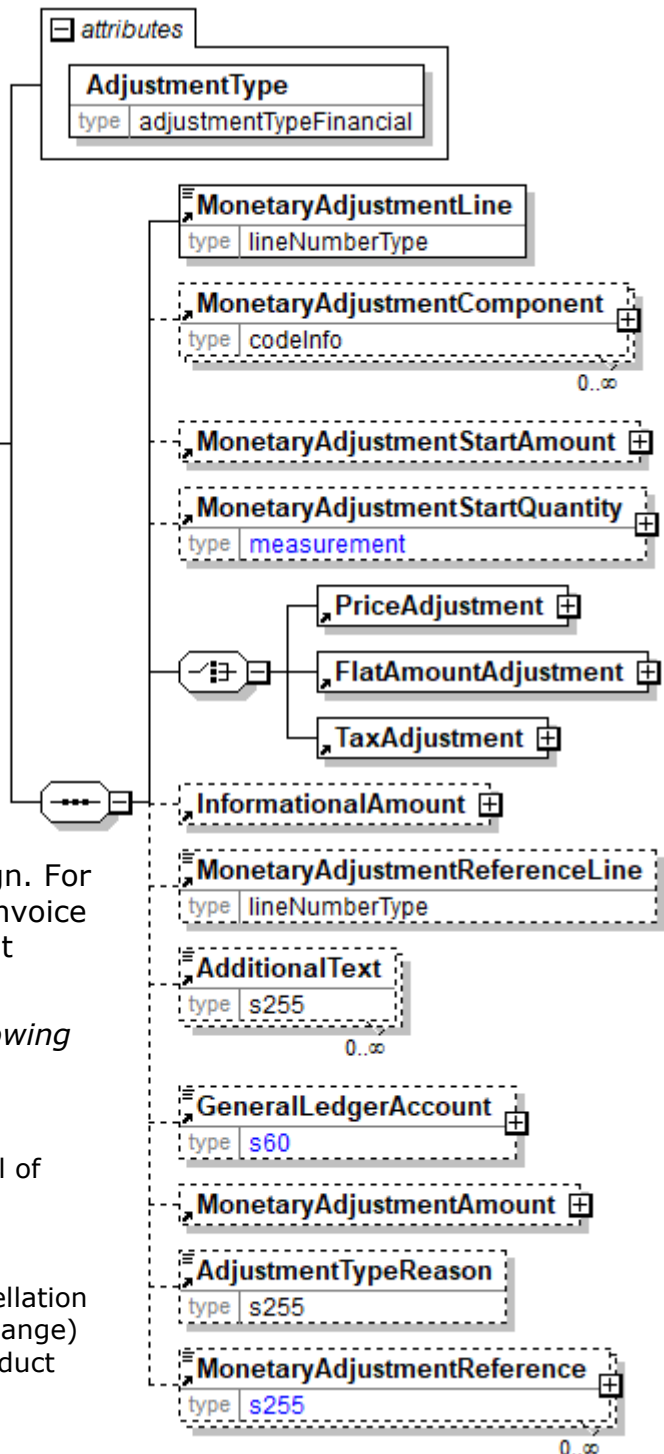 attributes
AdjustmentType
type adjustmentTypeFinancial
MonetaryAdjustmentLine
type lineNumberType
MonetaryAdjustmentComponent
type codeInfo
0..∞
MonetaryAdjustmentStartAmount
MonetaryAdjustmentStartQuantity
type measurement
PriceAdjustment
FlatAmountAdjustment
TaxAdjustment
InformationalAmount
gn. For
MonetaryAdjustmentReferenceLine
nvoice
type lineNumberType
t
AdditionalText
type s255
owing
0..∞
GeneralLedgerAccount
type s60
l of
MonetaryAdjustmentAmount
AdjustmentTypeReason
ellation
type s255
ange)
duct
MonetaryAdjustmentReference
type s255
0..∞